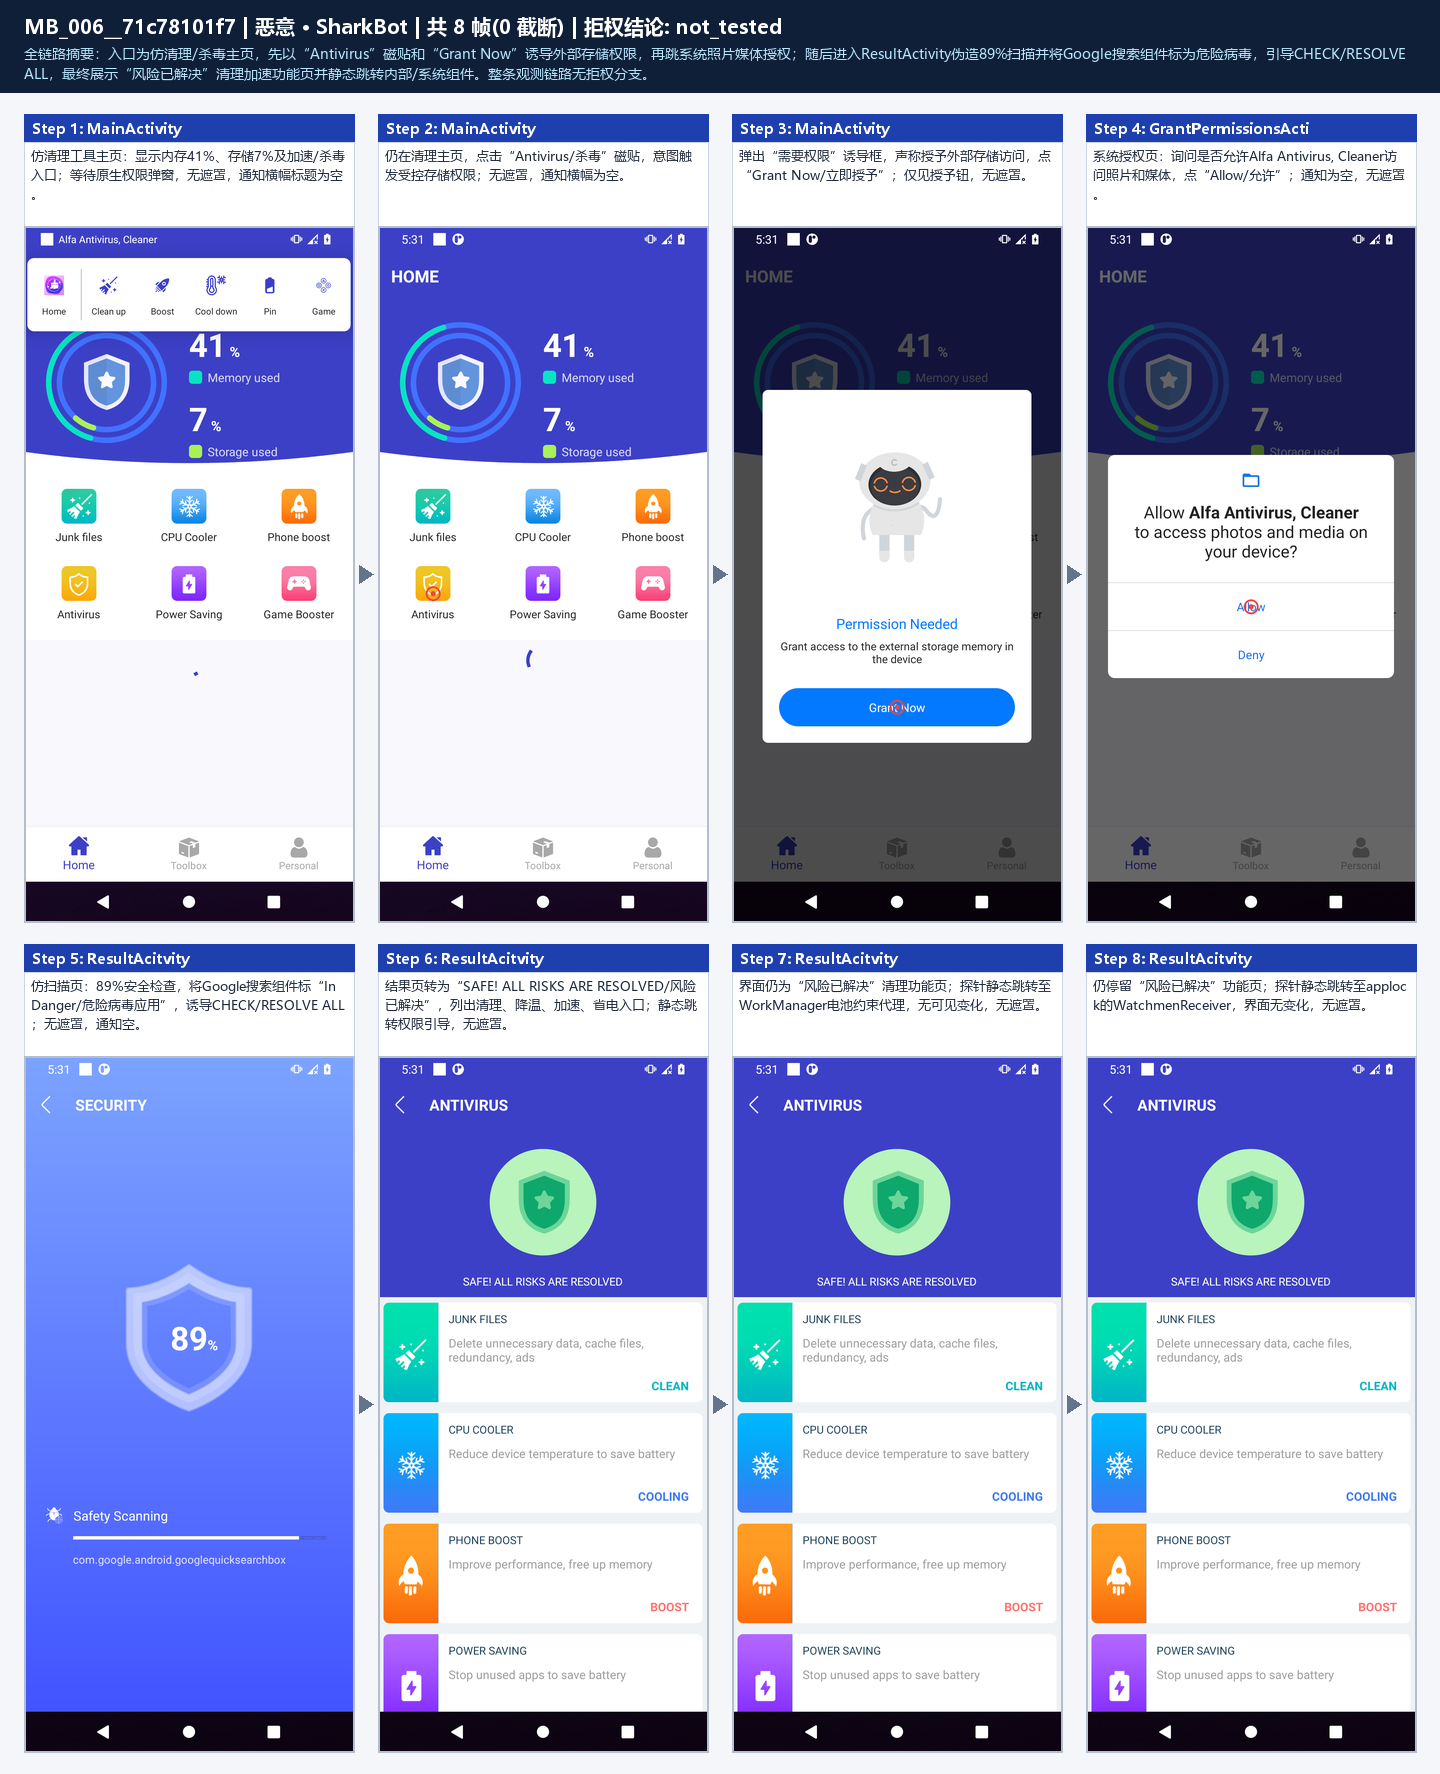 MB_006__71c78101f7 | 恶意 • SharkBot | 共 8 帧(0 截断) | 拒权结论: not_tested
全链路摘要：入口为仿清理/杀毒主页，先以“Antivirus”磁贴和“Grant Now”诱导外部存储权限，再跳系统照片媒体授权；随后进入ResultActivity伪造89%扫描并将Google搜索组件标为危险病毒，引导CHECK/RESOLVE
ALL，最终展示“风险已解决”清理加速功能页并静态跳转内部/系统组件。整条观测链路无拒权分支。
Step 1: MainActivity
仿清理工具主页：显示内存41%、存储7%及加速/杀毒
入口；等待原生权限弹窗，无遮罩，通知横幅标题为空
。
Alfa Antivirus, Cleaner
Home
Clean up
Boost
Cool down
Pin
Game
41 %
Memory used
7 %
Storage used
Junk files
CPU Cooler
Phone boost
Antivirus
Power Saving
Game Booster
Home
Toolbox
Personal
Step 2: MainActivity
仍在清理主页，点击“Antivirus/杀毒”磁贴，意图触
发受控存储权限；无遮罩，通知横幅为空。
5:31
HOME
41 %
Memory used
7 %
Storage used
Junk files
CPU Cooler
Phone boost
Antivirus
Power Saving
Game Booster
Home
Toolbox
Personal
Step 3: MainActivity
弹出“需要权限”诱导框，声称授予外部存储访问，点
“Grant Now/立即授予”；仅见授予钮，无遮罩。
5:31
HOME
41 %
Memory used
C
st
Permission Needed
er
Grant access to the external storage memory in
the device
Grant Now
Home
Toolbox
Personal
Step 4: GrantPermissionsActi
系统授权页：询问是否允许Alfa Antivirus, Cleaner访
问照片和媒体，点“Allow/允许”；通知为空，无遮罩
。
5:31
HOME
41 %
Memory used
7 %
Storage used
Allow Alfa Antivirus, Cleaner
to access photos and media on
your device?
Allow
r
Deny
Home
Toolbox
Personal
Step 5: ResultAcitvity
仿扫描页：89%安全检查，将Google搜索组件标“In
Danger/危险病毒应用”，诱导CHECK/RESOLVE ALL
；无遮罩，通知空。
5:31
SECURITY
89%
Safety Scanning
com.google.android.googlequicksearchbox
Step 6: ResultAcitvity
结果页转为“SAFE! ALL RISKS ARE RESOLVED/风险
已解决”，列出清理、降温、加速、省电入口；静态跳
转权限引导，无遮罩。
5:31
ANTIVIRUS
SAFE! ALL RISKS ARE RESOLVED
JUNK FILES
Delete unnecessary data, cache files,
redundancy, ads
CLEAN
CPU COOLER
Reduce device temperature to save battery
COOLING
PHONE BOOST
Improve performance, free up memory
BOOST
POWER SAVING
Stop unused apps to save battery
Step 7: ResultAcitvity
界面仍为“风险已解决”清理功能页；探针静态跳转至
WorkManager电池约束代理，无可见变化，无遮罩。
5:31
ANTIVIRUS
SAFE! ALL RISKS ARE RESOLVED
JUNK FILES
Delete unnecessary data, cache files,
redundancy, ads
CLEAN
CPU COOLER
Reduce device temperature to save battery
COOLING
PHONE BOOST
Improve performance, free up memory
BOOST
POWER SAVING
Stop unused apps to save battery
Step 8: ResultAcitvity
仍停留“风险已解决”功能页；探针静态跳转至apploc
k的WatchmenReceiver，界面无变化，无遮罩。
5:31
ANTIVIRUS
SAFE! ALL RISKS ARE RESOLVED
JUNK FILES
Delete unnecessary data, cache files,
redundancy, ads
CLEAN
CPU COOLER
Reduce device temperature to save battery
COOLING
PHONE BOOST
Improve performance, free up memory
BOOST
POWER SAVING
Stop unused apps to save battery